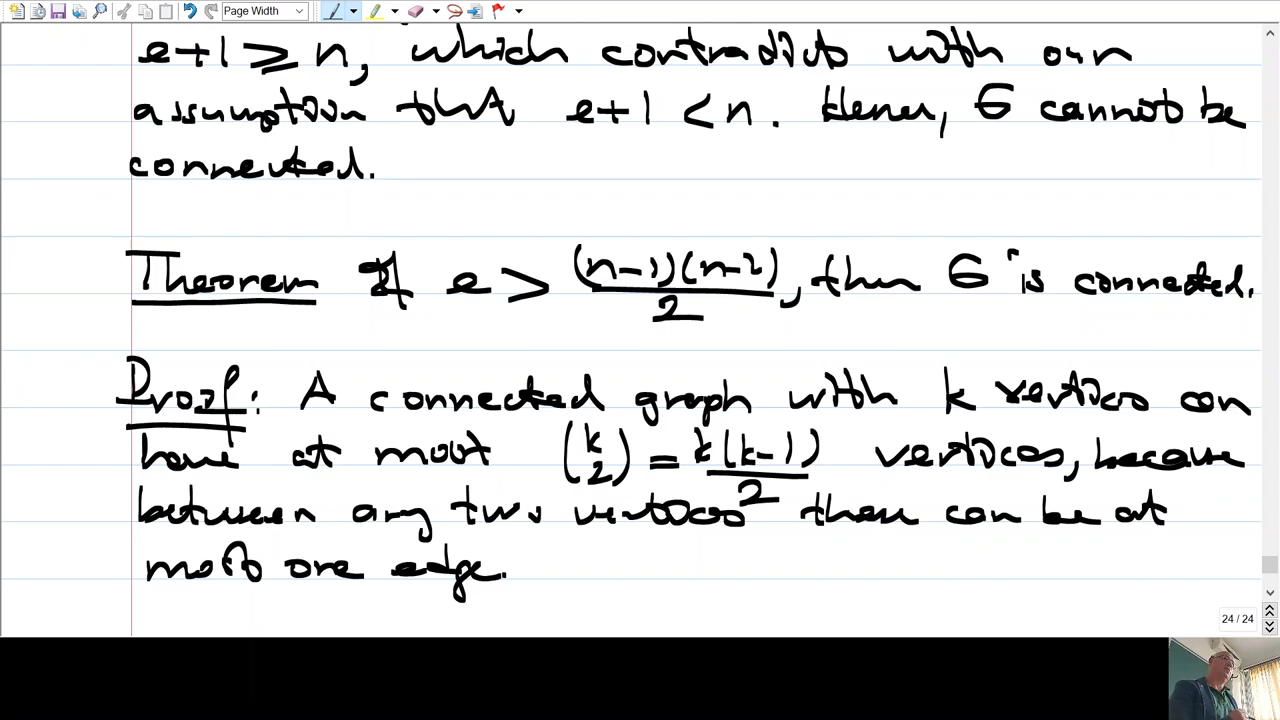 Page Width
e+1 ≥ n, which contradicts with our
assumption that e+1 < n. Hence, G cannot be
connected.
Theorem If e > (n-1)(n-2)/2, then G is connected.
Proof: A connected graph with k vertices can
have at most (k 2) = k(k-1)/2 vertices, because
between any two vertices there can be at
most one edge.
24 / 24